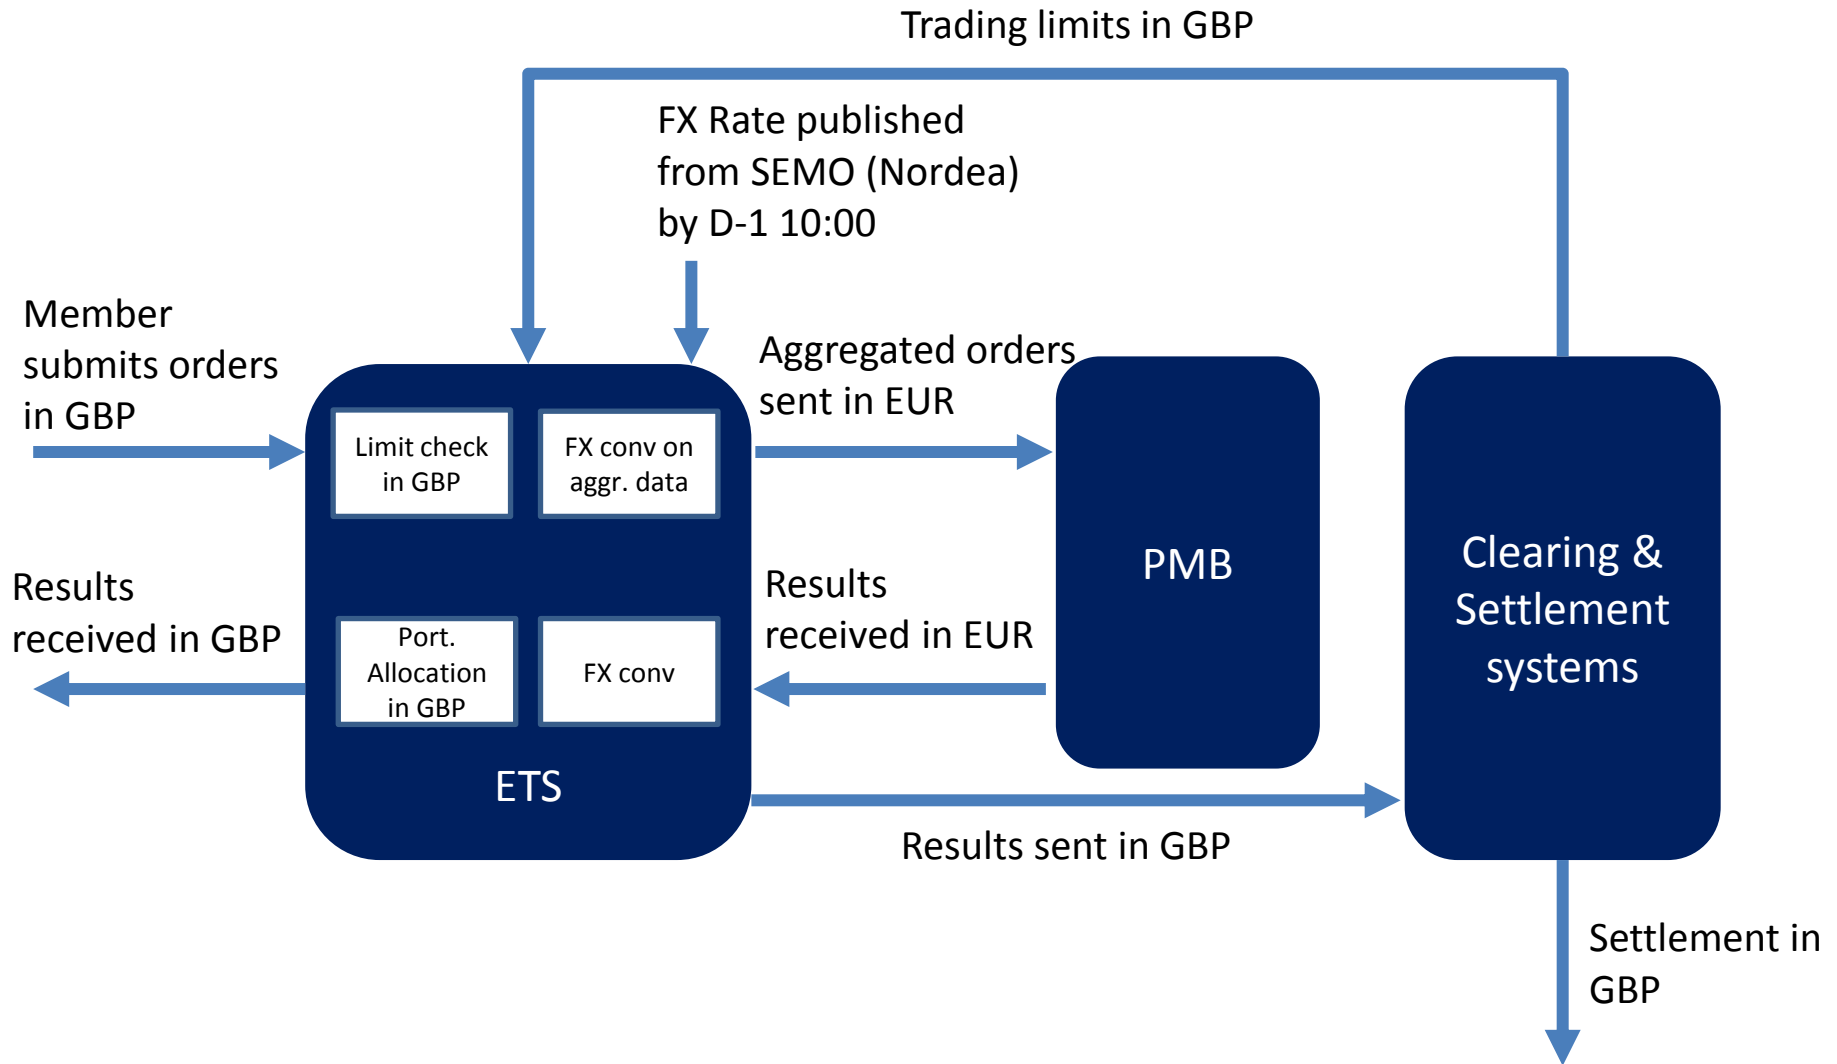 Trading limits in GBP
FX Rate published
from SEMO (Nordea)
by D-1 10:00
Member
submits orders
in GBP
Aggregated orders
sent in EUR
Limit check
in GBP
FX conv on
aggr. data
PMB
Clearing &
Settlement
systems
Results
received in GBP
Results
received in EUR
Port.
Allocation
in GBP
FX conv
ETS
Results sent in GBP
Settlement in
GBP